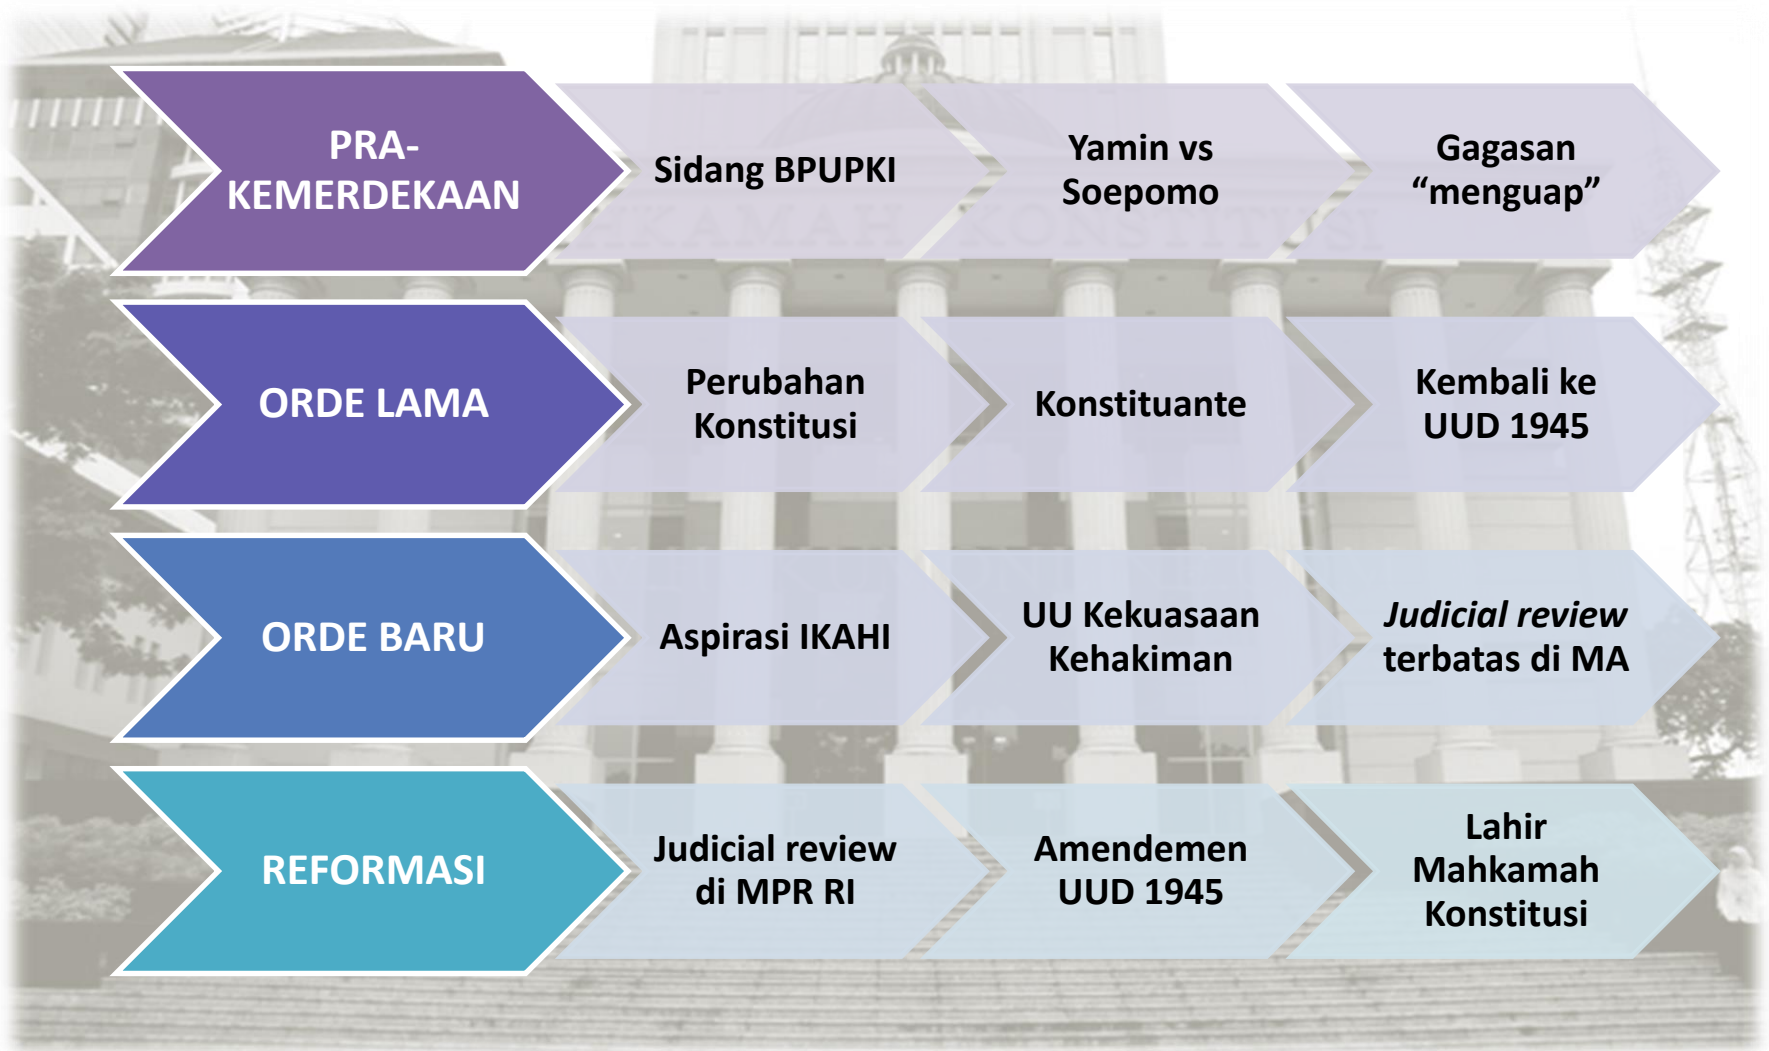 PRA-
KEMERDEKAAN
Sidang BPUPKI
Yamin vs
Soepomo
Gagasan
“menguap”
MAHKAMAH KONSTITUSI
ORDE LAMA
Perubahan
Konstitusi
Konstituante
Kembali ke
UUD 1945
ORDE BARU
Aspirasi IKAHI
UU Kekuasaan
Kehakiman
Judicial review
terbatas di MA
REFORMASI
Judicial review
di MPR RI
Amendemen
UUD 1945
Lahir
Mahkamah
Konstitusi